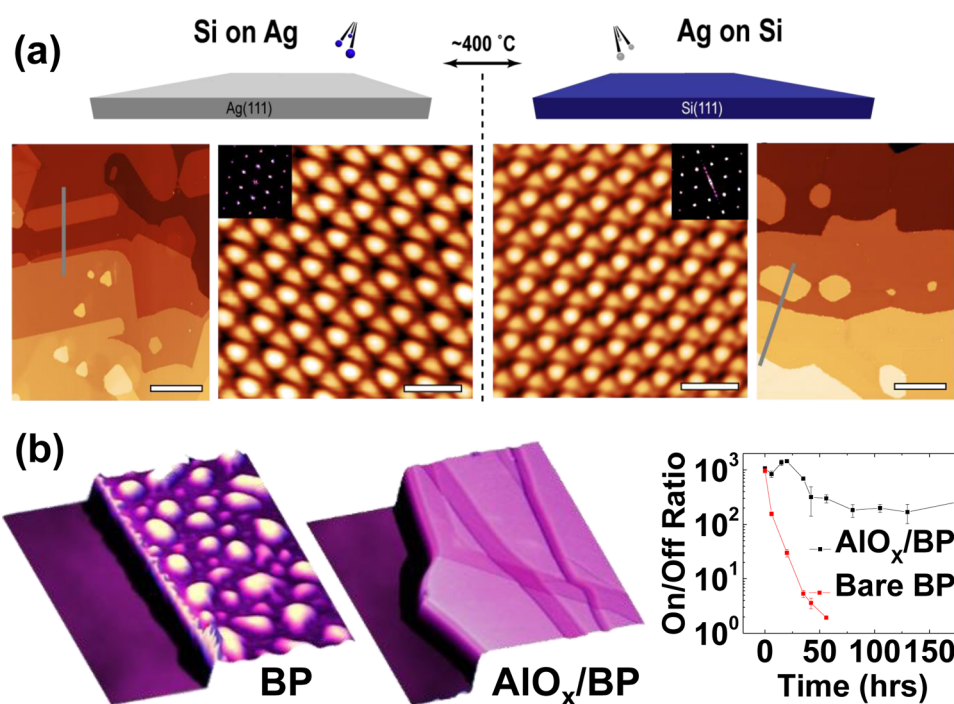 (a)
Si on Ag
~400 °C
Ag on Si
Ag(111)
Si(111)
(b)
BP
AlOx/BP
On/Off Ratio
10³
10²
10¹
10⁰
AlOx/BP
Bare BP
0 50 100 150
Time (hrs)